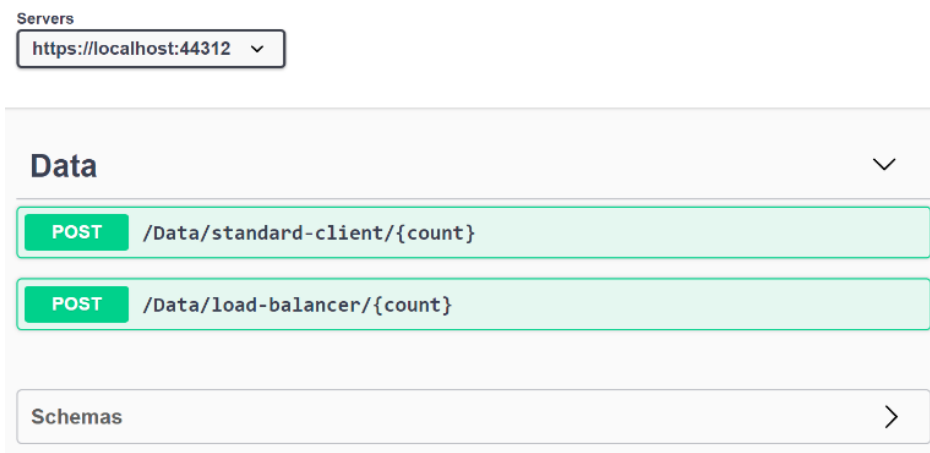 Servers
https://localhost:44312
Data
POST /Data/standard-client/{count}
POST /Data/load-balancer/{count}
Schemas